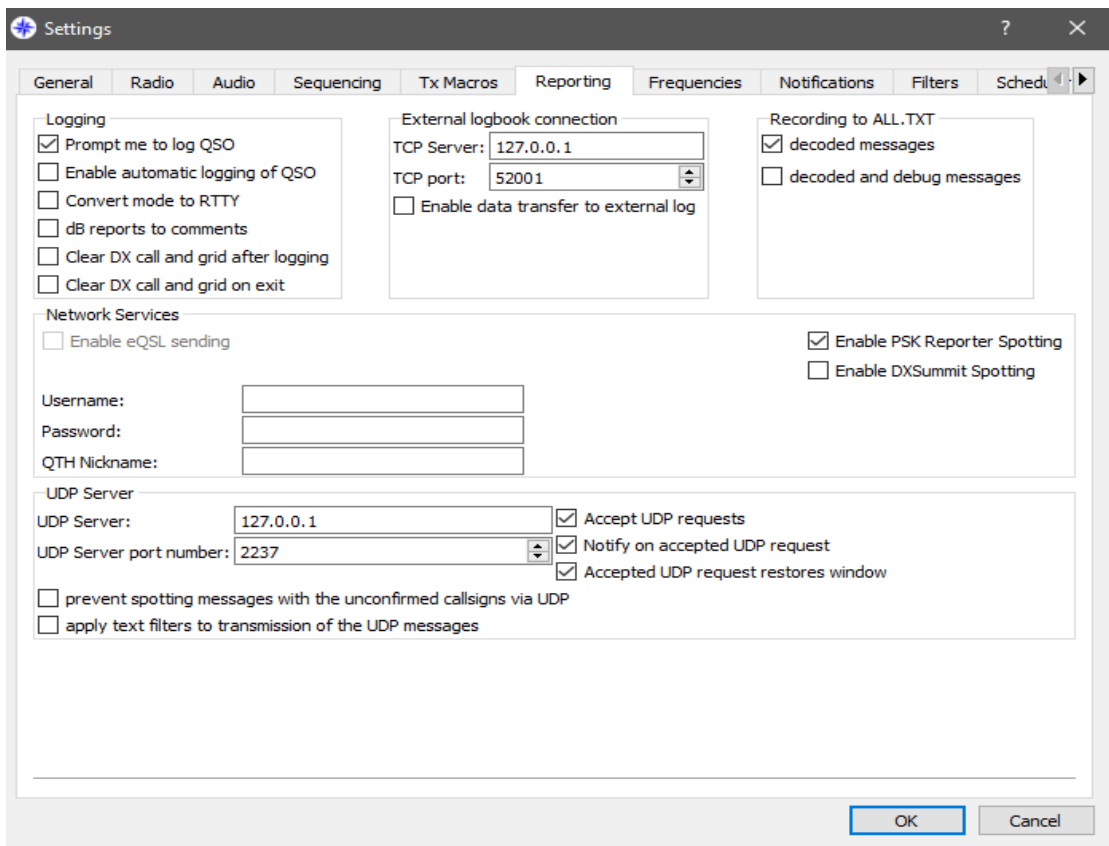 Settings
General Radio Audio Sequencing Tx Macros Reporting Frequencies Notifications Filters
Logging
Prompt me to log QSO
Enable automatic logging of QSO
Convert mode to RTTY
dB reports to comments
Clear DX call and grid after logging
Clear DX call and grid on exit
External logbook connection
TCP Server: 127.0.0.1
TCP port: 52001
Enable data transfer to external log
Recording to ALL.TXT
decoded messages
decoded and debug messages
Network Services
Enable eQSL sending
Enable PSK Reporter Spotting
Enable DXSummit Spotting
Username:
Password:
QTH Nickname:
UDP Server
UDP Server: 127.0.0.1
Accept UDP requests
UDP Server port number: 2237
Notify on accepted UDP request
Accepted UDP request restores window
prevent spotting messages with the unconfirmed callsigns via UDP
apply text filters to transmission of the UDP messages
OK Cancel